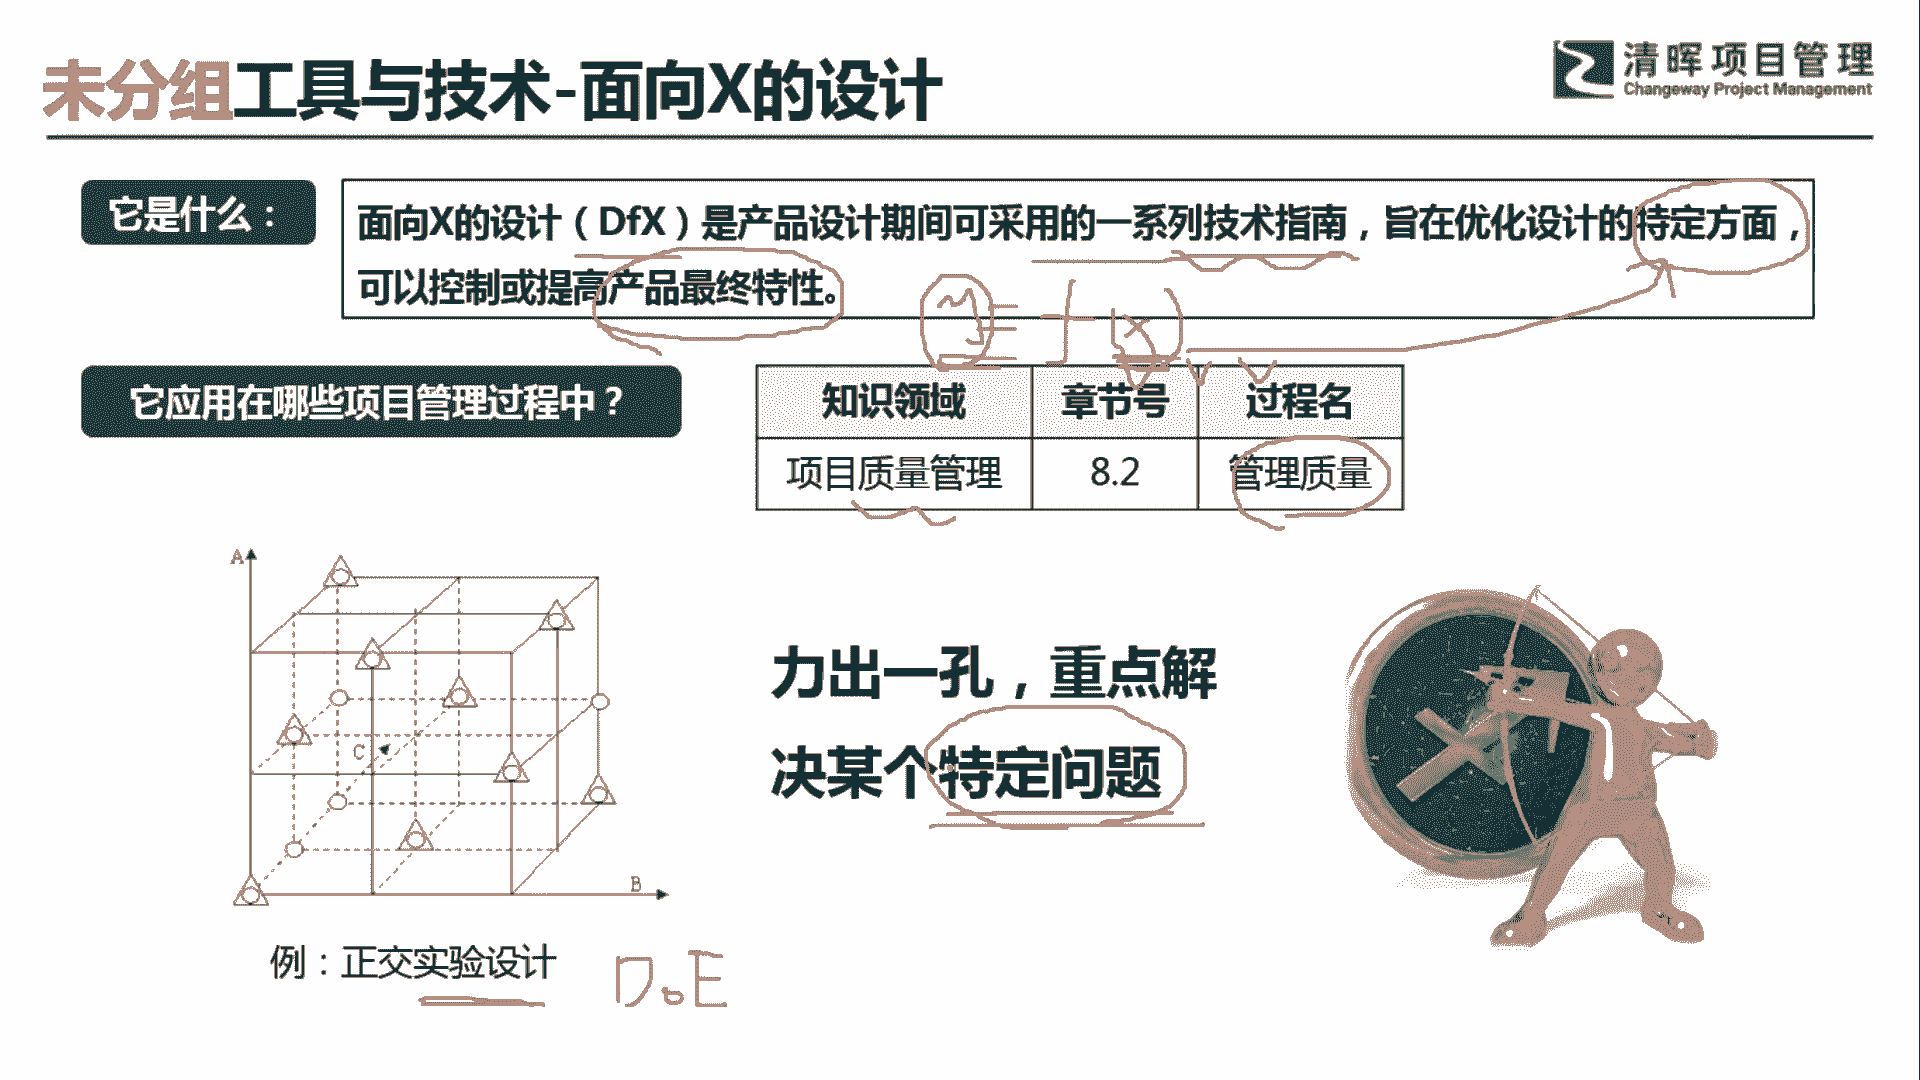 未分组工具与技术-面向X的设计
清晖项目管理
Changeway Project Management
它是什么：
面向X的设计（DfX）是产品设计期间可采用的一系列技术指南，旨在优化设计的特定方面，
可以控制或提高产品最终特性。
y=f(x)
它应用在哪些项目管理过程中？
知识领域 章节号 过程名
项目质量管理 8.2 管理质量
A
C
B
力出一孔，重点解
决某个特定问题
例：正交实验设计
DoE